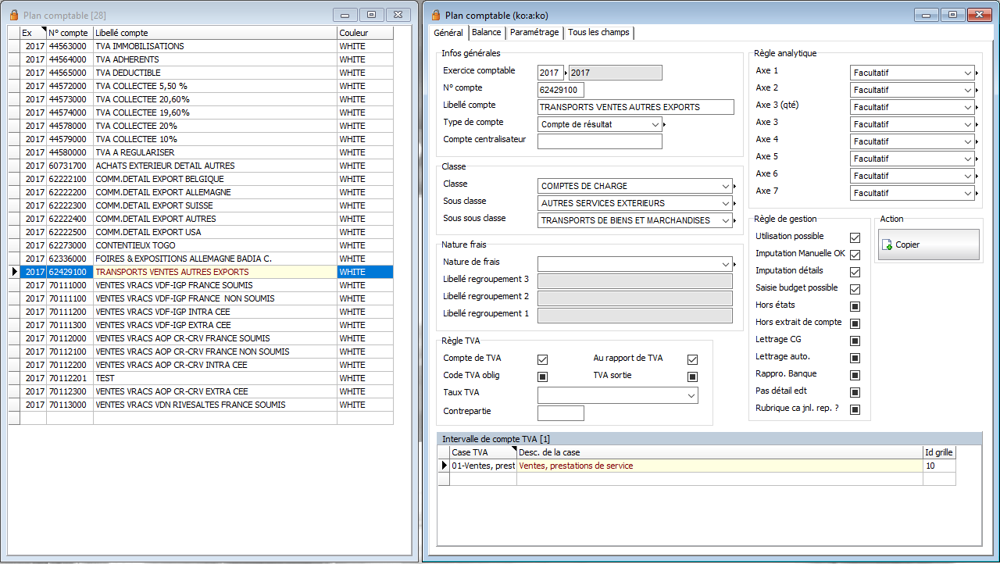 Plan comptable [28]
Ex N° compte Libellé compte Couleur
2017 44563000 TVA IMMOBILISATIONS WHITE
2017 44564000 TVA ADHERENTS WHITE
2017 44565000 TVA DEDUCTIBLE WHITE
2017 44572000 TVA COLLECTEE 5,50 % WHITE
2017 44573000 TVA COLLECTEE 20,60% WHITE
2017 44574000 TVA COLLECTEE 19,60% WHITE
2017 44578000 TVA COLLECTEE 20% WHITE
2017 44579000 TVA COLLECTEE 10% WHITE
2017 44580000 TVA A REGULARISER WHITE
2017 60731700 ACHATS EXTERIEUR DETAIL AUTRES WHITE
2017 62222100 COMM.DETAIL EXPORT BELGIQUE WHITE
2017 62222200 COMM.DETAIL EXPORT ALLEMAGNE WHITE
2017 62222300 COMM.DETAIL EXPORT SUISSE WHITE
2017 62222400 COMM.DETAIL EXPORT AUTRES WHITE
2017 62222500 COMM.DETAIL EXPORT USA WHITE
2017 62273000 CONTENTIEUX TOGO WHITE
2017 62336000 FOIRES & EXPOSITIONS ALLEMAGNE BADIA C. WHITE
2017 62429100 TRANSPORTS VENTES AUTRES EXPORTS WHITE
2017 70111000 VENTES VRACS VDF-IGP FRANCE SOUMIS WHITE
2017 70111100 VENTES VRACS VDF-IGP FRANCE  NON SOUMIS WHITE
2017 70111200 VENTES VRACS VDF-IGP INTRA CEE WHITE
2017 70111300 VENTES VRACS VDF-IGP EXTRA CEE WHITE
2017 70112000 VENTES VRACS AOP CR-CRV FRANCE SOUMIS WHITE
2017 70112100 VENTES VRACS AOP CR-CRV FRANCE NON SOUMIS WHITE
2017 70112200 VENTES VRACS AOP CR-CRV INTRA CEE WHITE
2017 70112201 TEST WHITE
2017 70112300 VENTES VRACS AOP CR-CRV EXTRA CEE WHITE
2017 70113000 VENTES VRACS VDN RIVESALTES FRANCE SOUMIS WHITE
Plan comptable (ko:a:ko)
Général Balance Paramétrage Tous les champs
Infos générales
Exercice comptable 2017 2017
N° compte 62429100
Libellé compte TRANSPORTS VENTES AUTRES EXPORTS
Type de compte Compte de résultat
Compte centralisateur
Classe
Classe COMPTES DE CHARGE
Sous classe AUTRES SERVICES EXTERIEURS
Sous sous classe TRANSPORTS DE BIENS ET MARCHANDISES
Nature frais
Nature de frais
Libellé regroupement 3
Libellé regroupement 2
Libellé regroupement 1
Règle TVA
Compte de TVA Au rapport de TVA
Code TVA oblig TVA sortie
Taux TVA
Contrepartie
Règle analytique
Axe 1 Facultatif
Axe 2 Facultatif
Axe 3 (qté) Facultatif
Axe 3 Facultatif
Axe 4 Facultatif
Axe 5 Facultatif
Axe 6 Facultatif
Axe 7 Facultatif
Règle de gestion
Utilisation possible
Imputation Manuelle OK
Imputation détails
Saisie budget possible
Hors états
Hors extrait de compte
Lettrage CG
Lettrage auto.
Rappro. Banque
Pas détail edt
Rubrique ca jnl. rep. ?
Action
Copier
Intervalle de compte TVA [1]
Case TVA Desc. de la case Id grille
01-Ventes, prest Ventes, prestations de service 10